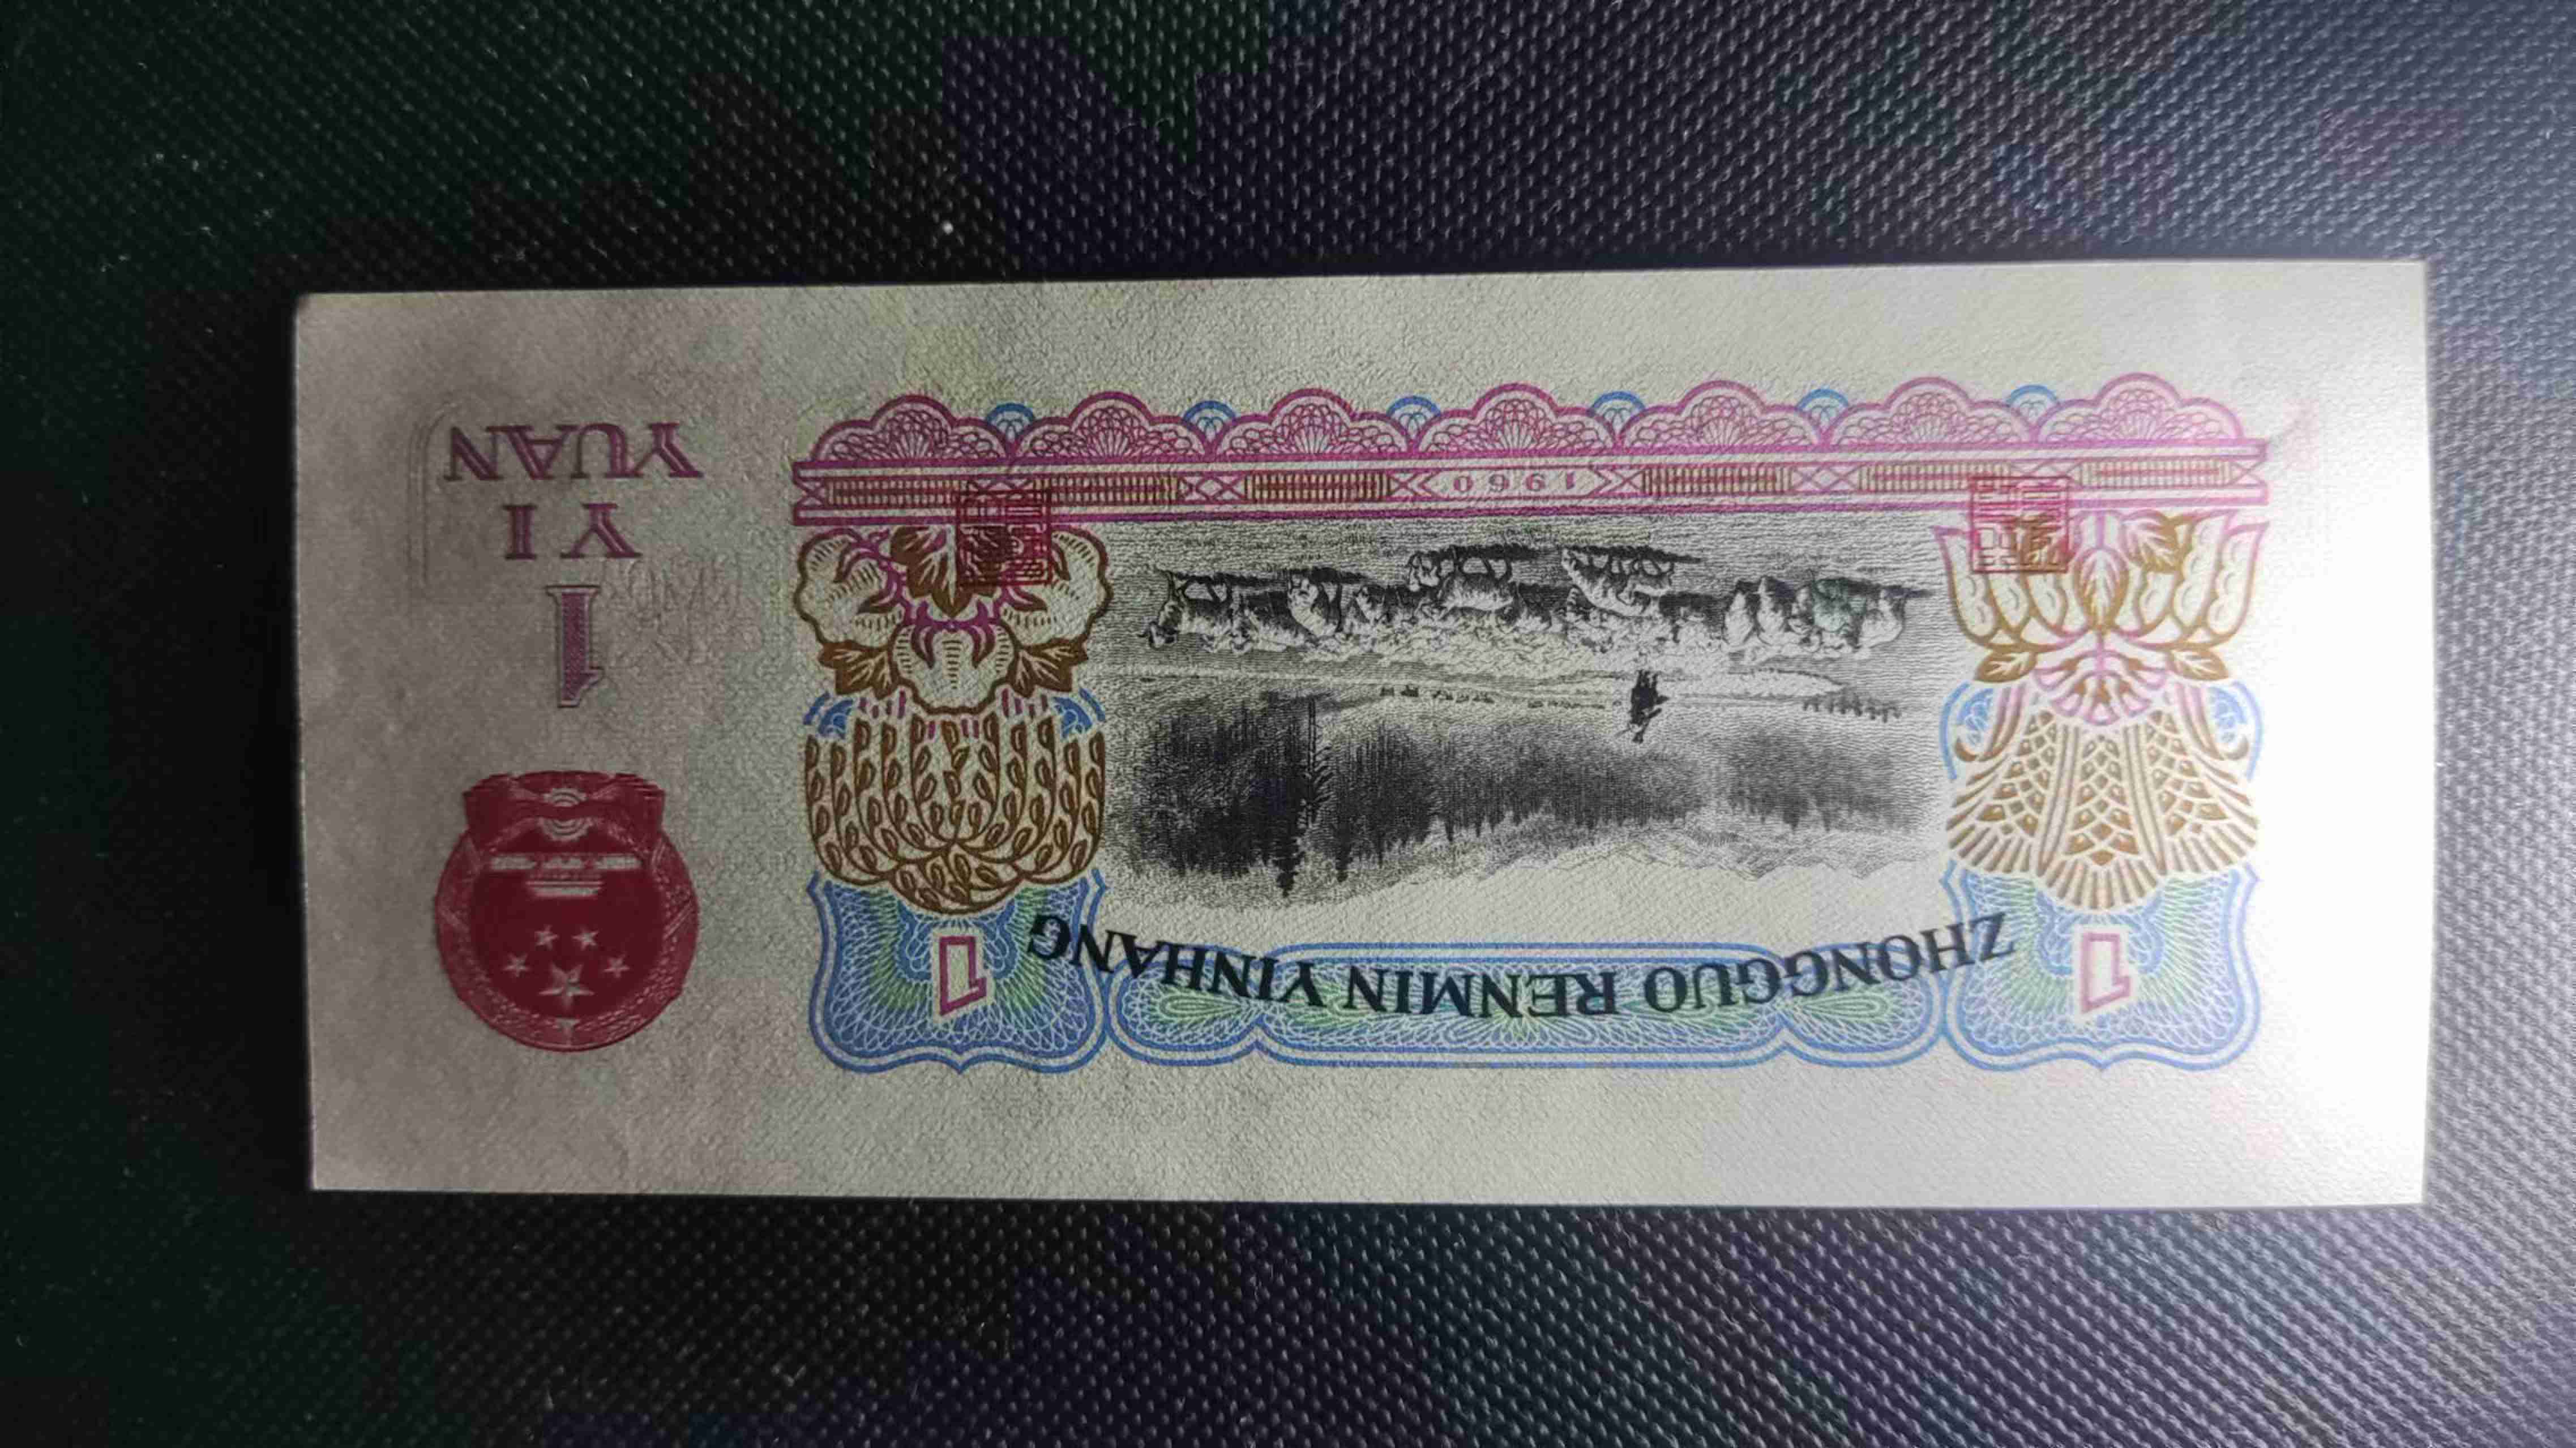 ZHONGGUO RENMIN YINHANG
1
1
1960
1
YI
YUAN